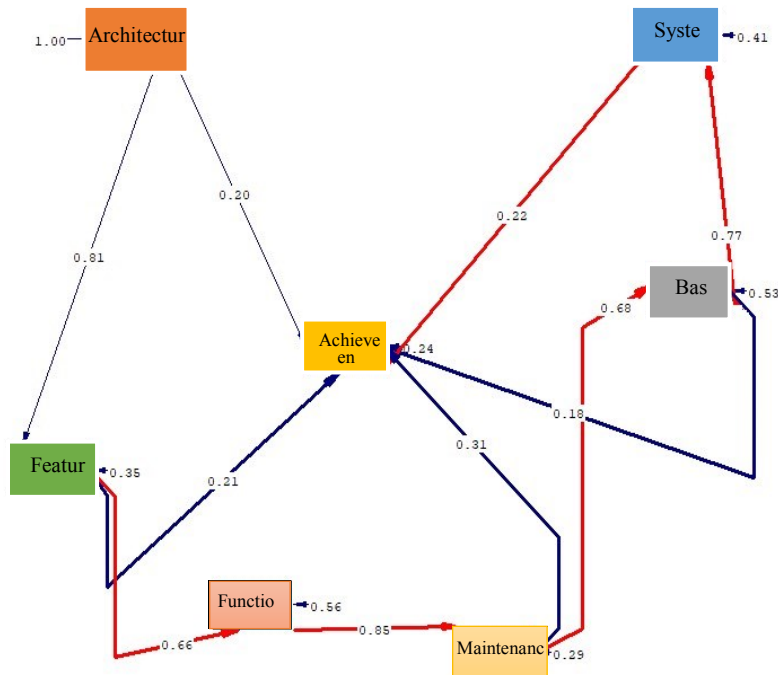 Architectur
1.00
Syste
0.41
0.20
0.22
0.81
0.77
Bas
0.53
0.68
Achieve
en
0.24
0.18
0.31
Featur
0.35
0.21
Functio
0.56
0.85
0.66
Maintenanc
0.29